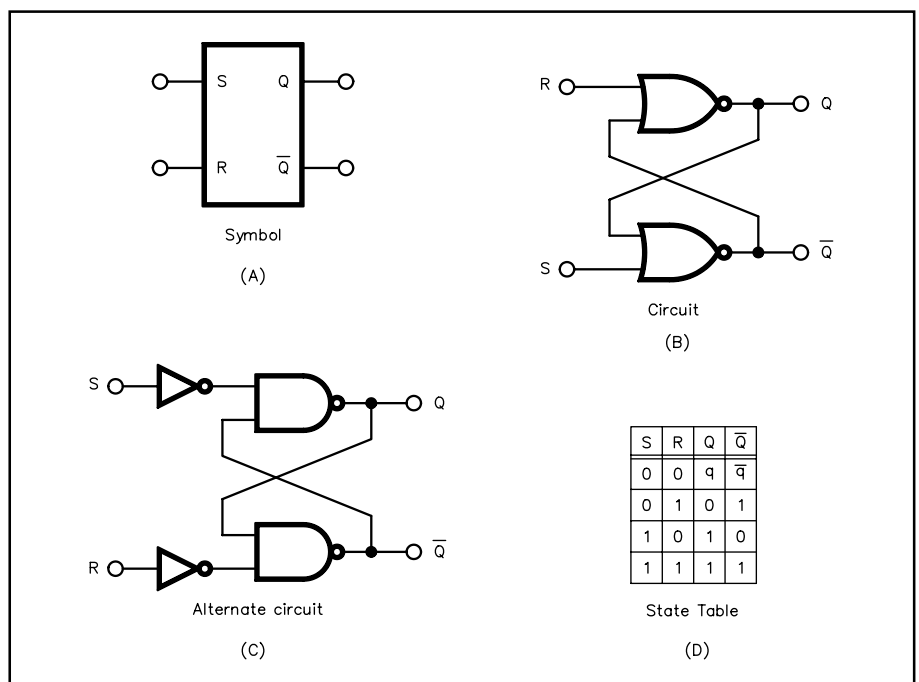 S Q
R Q̅
Symbol
(A)
R Q
S Q̅
Circuit
(B)
S Q
R Q̅
Alternate circuit
(C)
S R Q Q̅
0 0 q q̅
0 1 0 1
1 0 1 0
1 1 1 1
State Table
(D)